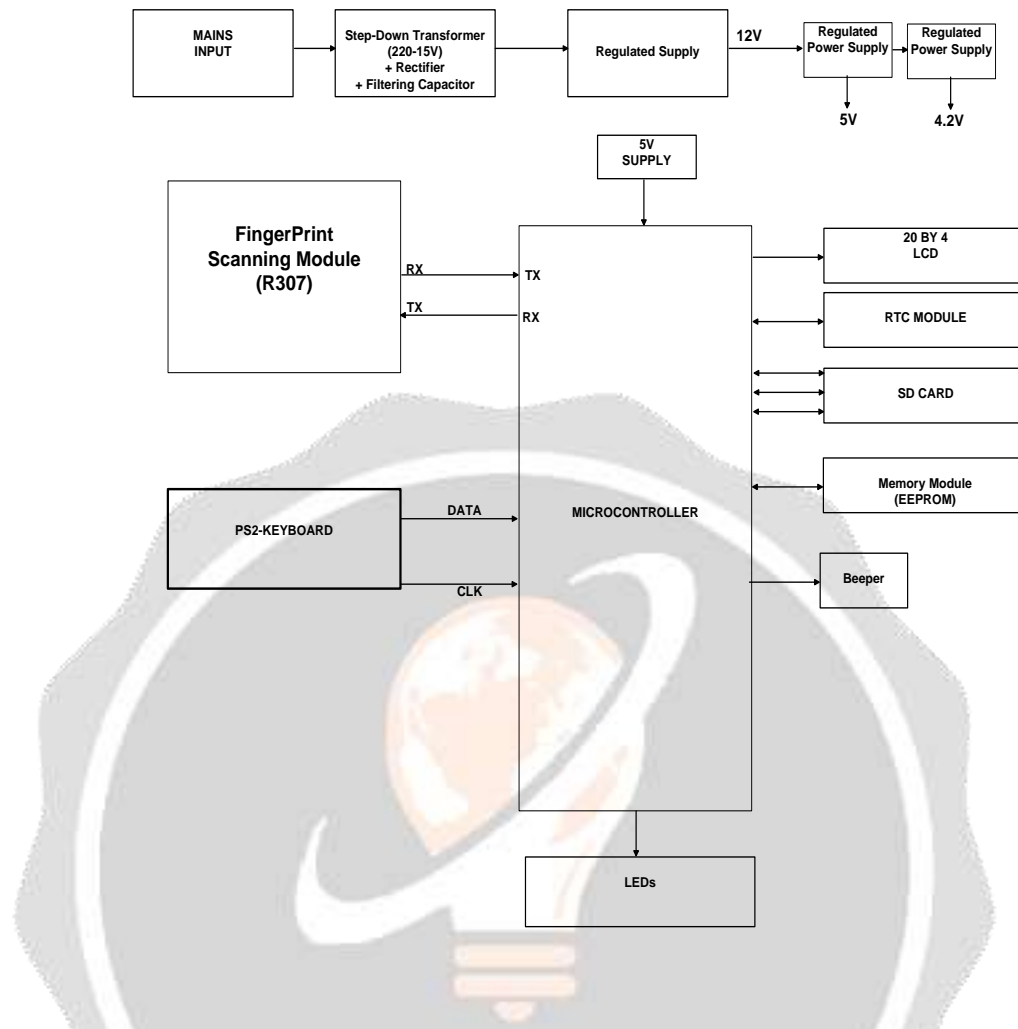 MAINS
INPUT
Step-Down Transformer
(220-15V)
+ Rectifier
+ Filtering Capacitor
Regulated Supply
12V
Regulated
Power Supply
Regulated
Power Supply
5V
4.2V
5V
SUPPLY
FingerPrint
Scanning Module
(R307)
RX
TX
TX
RX
20 BY 4
LCD
RTC MODULE
SD CARD
Memory Module
(EEPROM)
PS2-KEYBOARD
DATA
CLK
MICROCONTROLLER
Beeper
LEDs